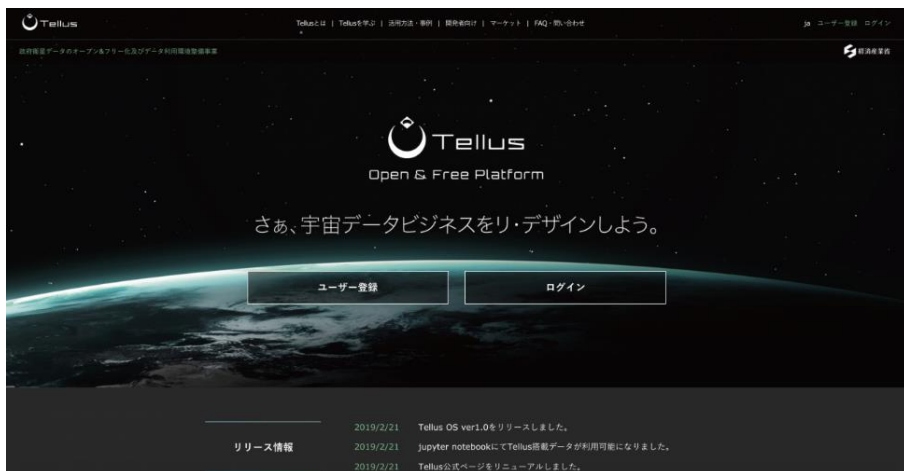 Tellus
Tellusとは | Tellusを学ぶ | 活用方法・事例 | 開発者向け | マーケット | FAQ・問い合わせ
ja ユーザー登録 ログイン
政府衛星データのオープン&フリー化及びデータ利用環境整備事業
経済産業省
Tellus
Open & Free Platform
さぁ、宇宙データビジネスをリ・デザインしよう。
ユーザー登録
ログイン
リリース情報
2019/2/21 Tellus OS ver1.0をリリースしました。
2019/2/21 jupyter notebookにてTellus搭載データが利用可能になりました。
2019/2/21 Tellus公式ページをリニューアルしました。